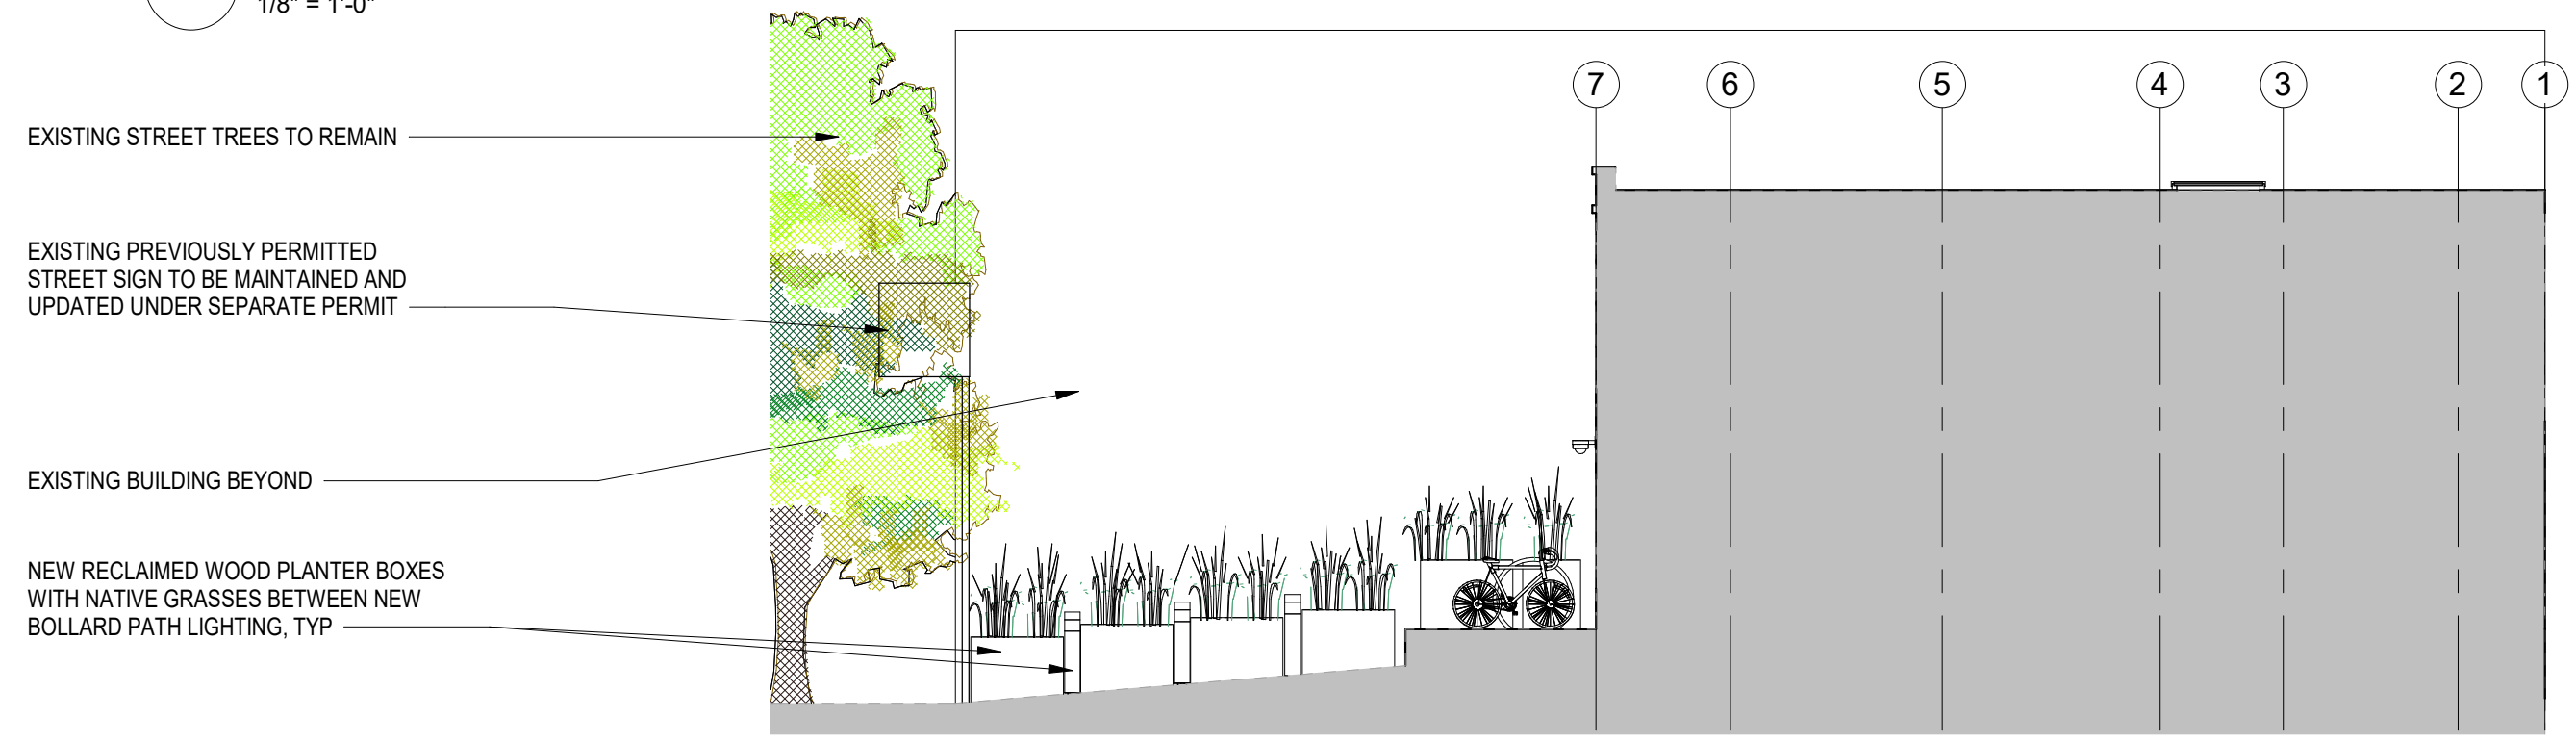 1/8" = 1'-0"
7 6 5 4 3 2 1
EXISTING STREET TREES TO REMAIN
EXISTING PREVIOUSLY PERMITTED
STREET SIGN TO BE MAINTAINED AND
UPDATED UNDER SEPARATE PERMIT
EXISTING BUILDING BEYOND
NEW RECLAIMED WOOD PLANTER BOXES
WITH NATIVE GRASSES BETWEEN NEW
BOLLARD PATH LIGHTING, TYP